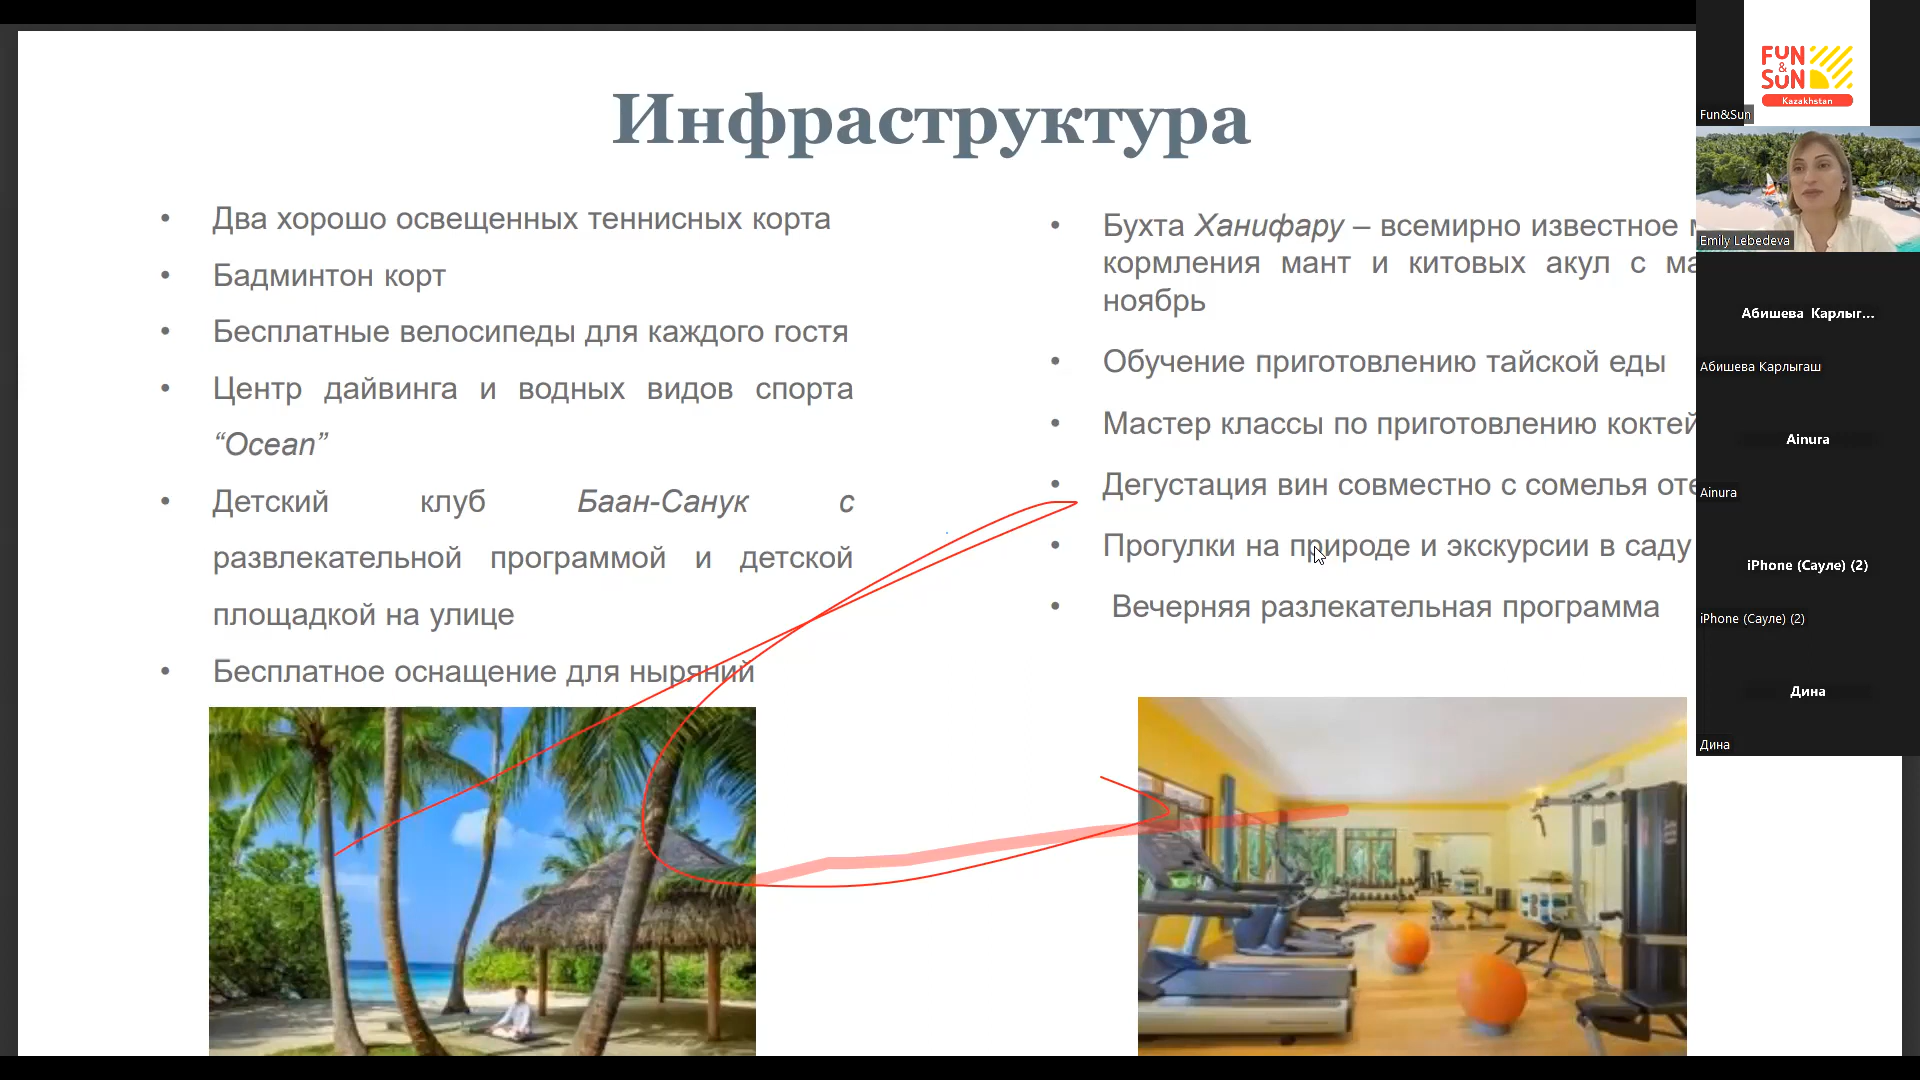 Инфраструктура
Два хорошо освещенных теннисных корта
Бадминтон корт
Бесплатные велосипеды для каждого гостя
Центр дайвинга и водных видов спорта
“Ocean”
Детский клуб Баан-Санук с
развлекательной программой и детской
площадкой на улице
Бесплатное оснащение для ныряний
Бухта Ханифару – всемирно известное
кормления мант и китовых акул с
ноябрь
Обучение приготовлению тайской еды
Мастер классы по приготовлению
Дегустация вин совместно с сомелья
Прогулки на природе и экскурсии в саду
Вечерняя разлекательная программа
FUN
&
SUN
Kazakhstan
Fun&Sun
Emily Lebedeva
Абишева Карлыг...
Абишева Карлыгаш
Ainura
Ainura
iPhone (Сауле) (2)
iPhone (Сауле) (2)
Дина
Дина